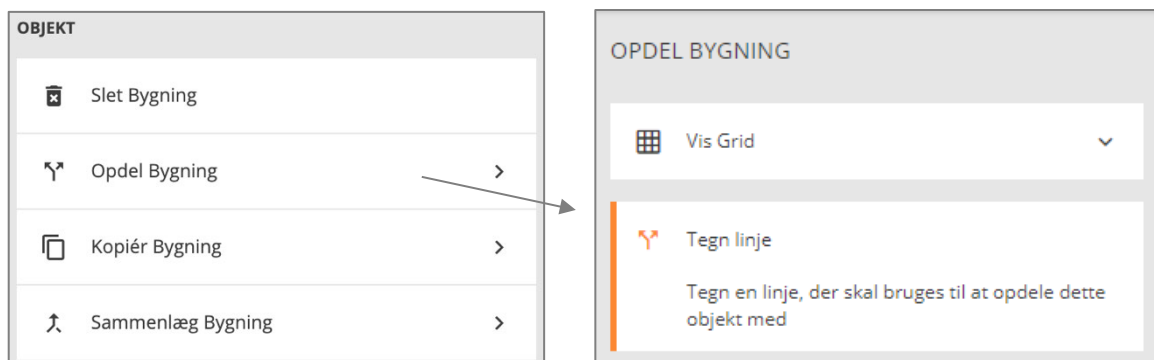 OBJEKT
Slet Bygning
Opdel Bygning
Kopiér Bygning
Sammenlæg Bygning
OPDEL BYGNING
Vis Grid
Tegn linje
Tegn en linje, der skal bruges til at opdele dette
objekt med